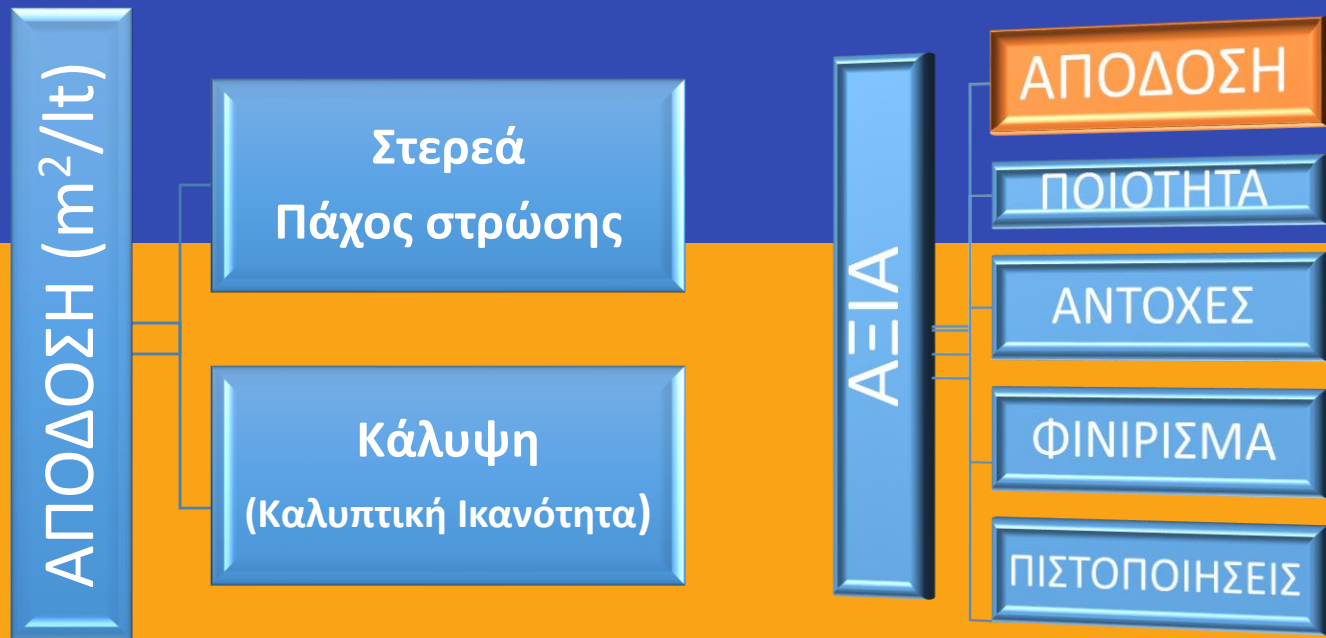 ΑΠΟΔΟΣΗ (m²/lt)
Στερεά
Πάχος στρώσης
Κάλυψη
(Καλυπτική Ικανότητα)
ΑΞΙΑ
ΑΠΟΔΟΣΗ
ΠΟΙΟΤΗΤΑ
ΑΝΤΟΧΕΣ
ΦΙΝΙΡΙΣΜΑ
ΠΙΣΤΟΠΟΙΗΣΕΙΣ